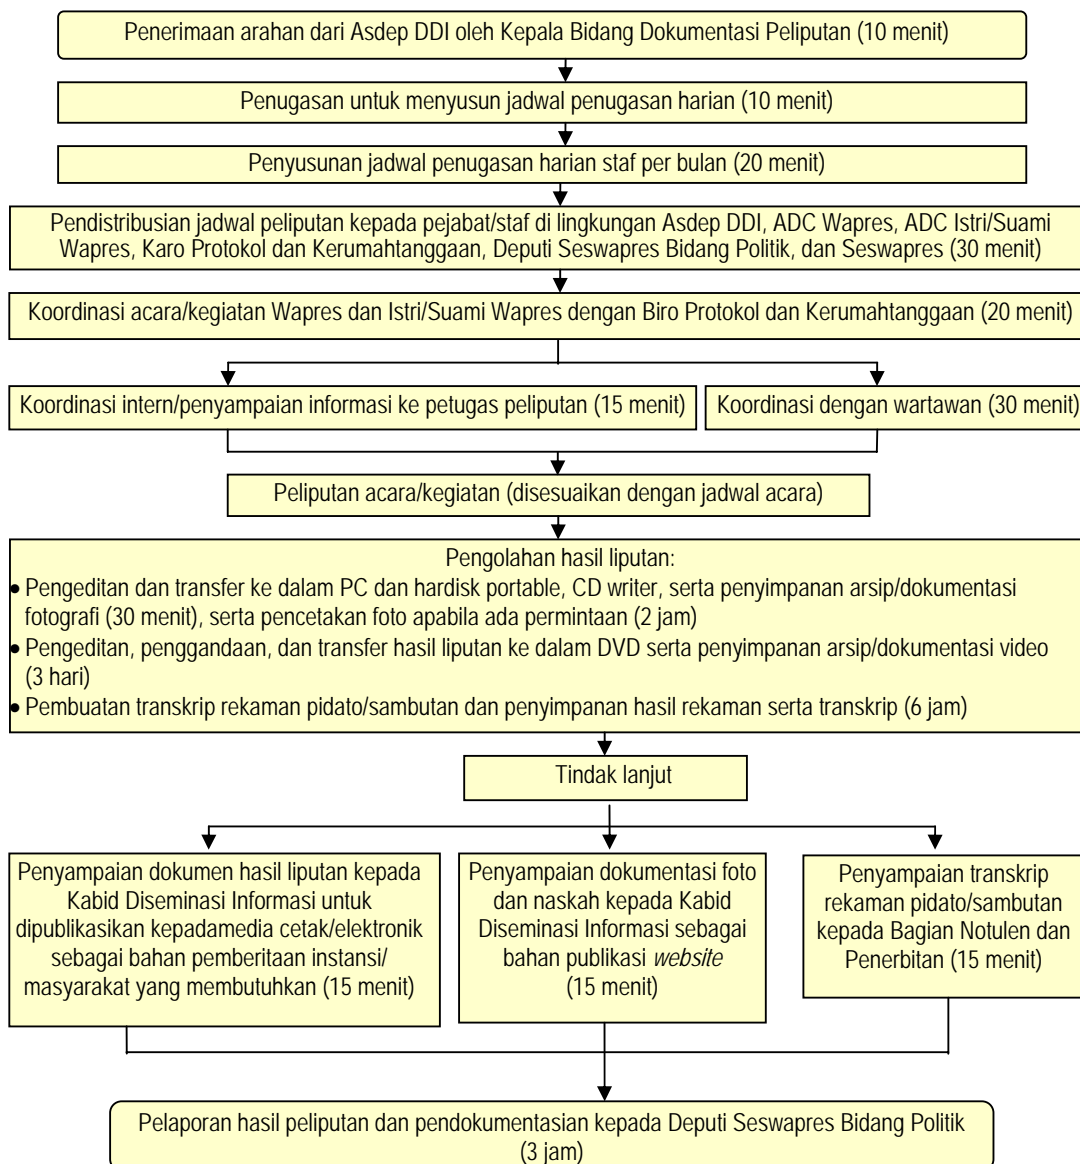 Penerimaan arahan dari Asdep DDI oleh Kepala Bidang Dokumentasi Peliputan (10 menit)
Penugasan untuk menyusun jadwal penugasan harian (10 menit)
Penyusunan jadwal penugasan harian staf per bulan (20 menit)
Pendistribusian jadwal peliputan kepada pejabat/staf di lingkungan Asdep DDI, ADC Wapres, ADC Istri/Suami
Wapres, Karo Protokol dan Kerumahtanggaan, Deputi Seswapres Bidang Politik, dan Seswapres (30 menit)
Koordinasi acara/kegiatan Wapres dan Istri/Suami Wapres dengan Biro Protokol dan Kerumahtanggaan (20 menit)
Koordinasi intern/penyampaian informasi ke petugas peliputan (15 menit)
Koordinasi dengan wartawan (30 menit)
Peliputan acara/kegiatan (disesuaikan dengan jadwal acara)
Pengolahan hasil liputan:
• Pengeditan dan transfer ke dalam PC dan hardisk portable, CD writer, serta penyimpanan arsip/dokumentasi
fotografi (30 menit), serta pencetakan foto apabila ada permintaan (2 jam)
• Pengeditan, penggandaan, dan transfer hasil liputan ke dalam DVD serta penyimpanan arsip/dokumentasi video
(3 hari)
• Pembuatan transkrip rekaman pidato/sambutan dan penyimpanan hasil rekaman serta transkrip (6 jam)
Tindak lanjut
Penyampaian dokumen hasil liputan kepada
Kabid Diseminasi Informasi untuk
dipublikasikan kepadamedia cetak/elektronik
sebagai bahan pemberitaan instansi/
masyarakat yang membutuhkan (15 menit)
Penyampaian dokumentasi foto
dan naskah kepada Kabid
Diseminasi Informasi sebagai
bahan publikasi website
(15 menit)
Penyampaian transkrip
rekaman pidato/sambutan
kepada Bagian Notulen dan
Penerbitan (15 menit)
Pelaporan hasil peliputan dan pendokumentasian kepada Deputi Seswapres Bidang Politik
(3 jam)